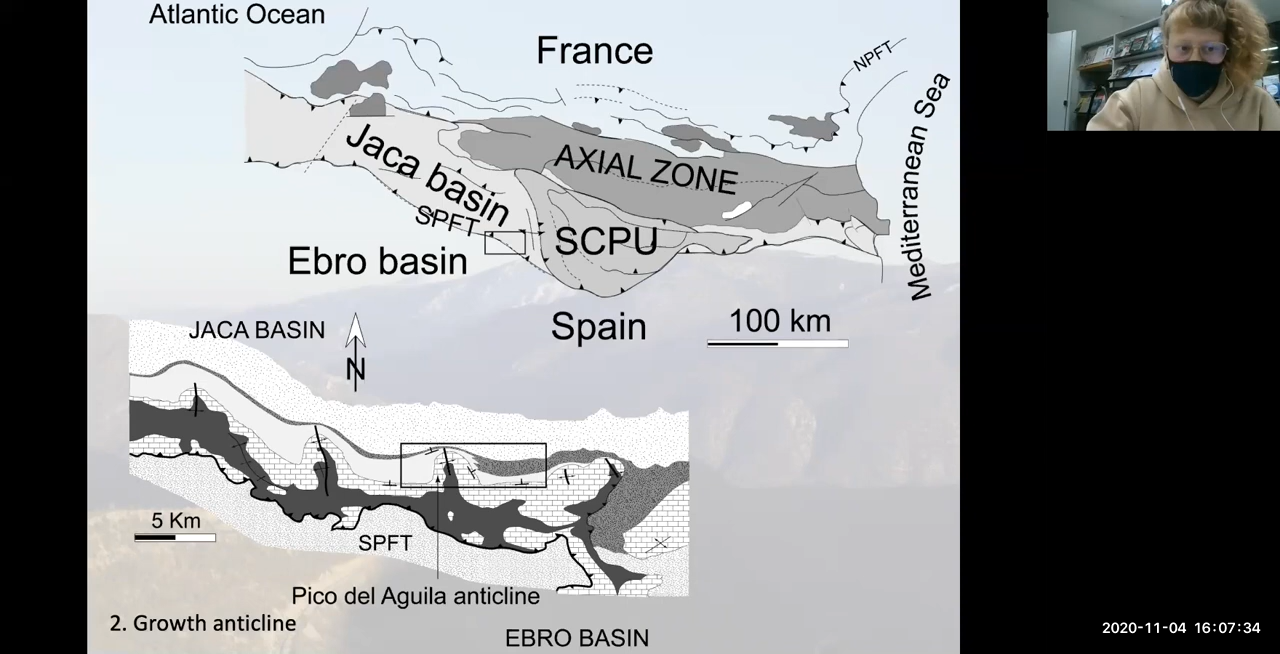 Atlantic Ocean
France
NPFT
Mediterranean Sea
Jaca basin
AXIAL ZONE
SPFT
SCPU
Ebro basin
Spain
100 km
JACA BASIN
N
5 Km
SPFT
Pico del Aguila anticline
2. Growth anticline
EBRO BASIN
2020-11-04 16:07:34